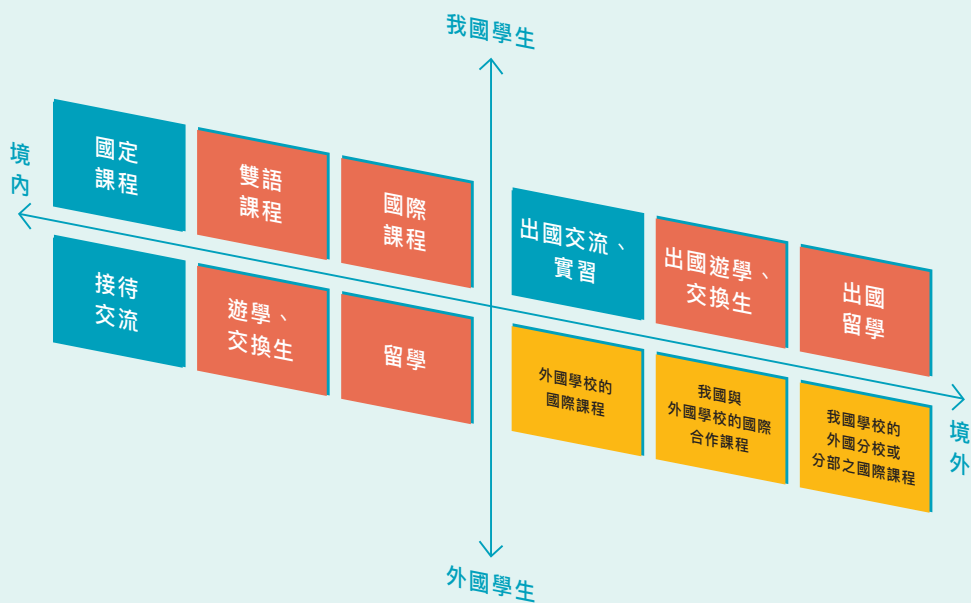 我國學生
境
內
國定
課程
雙語
課程
國際
課程
出國交流、
實習
出國遊學、
交換生
出國
留學
接待
交流
遊學、
交換生
留學
外國學校的
國際課程
我國與
外國學校的國際
合作課程
我國學校的
外國分校或
分部之國際課程
境
外
外國學生